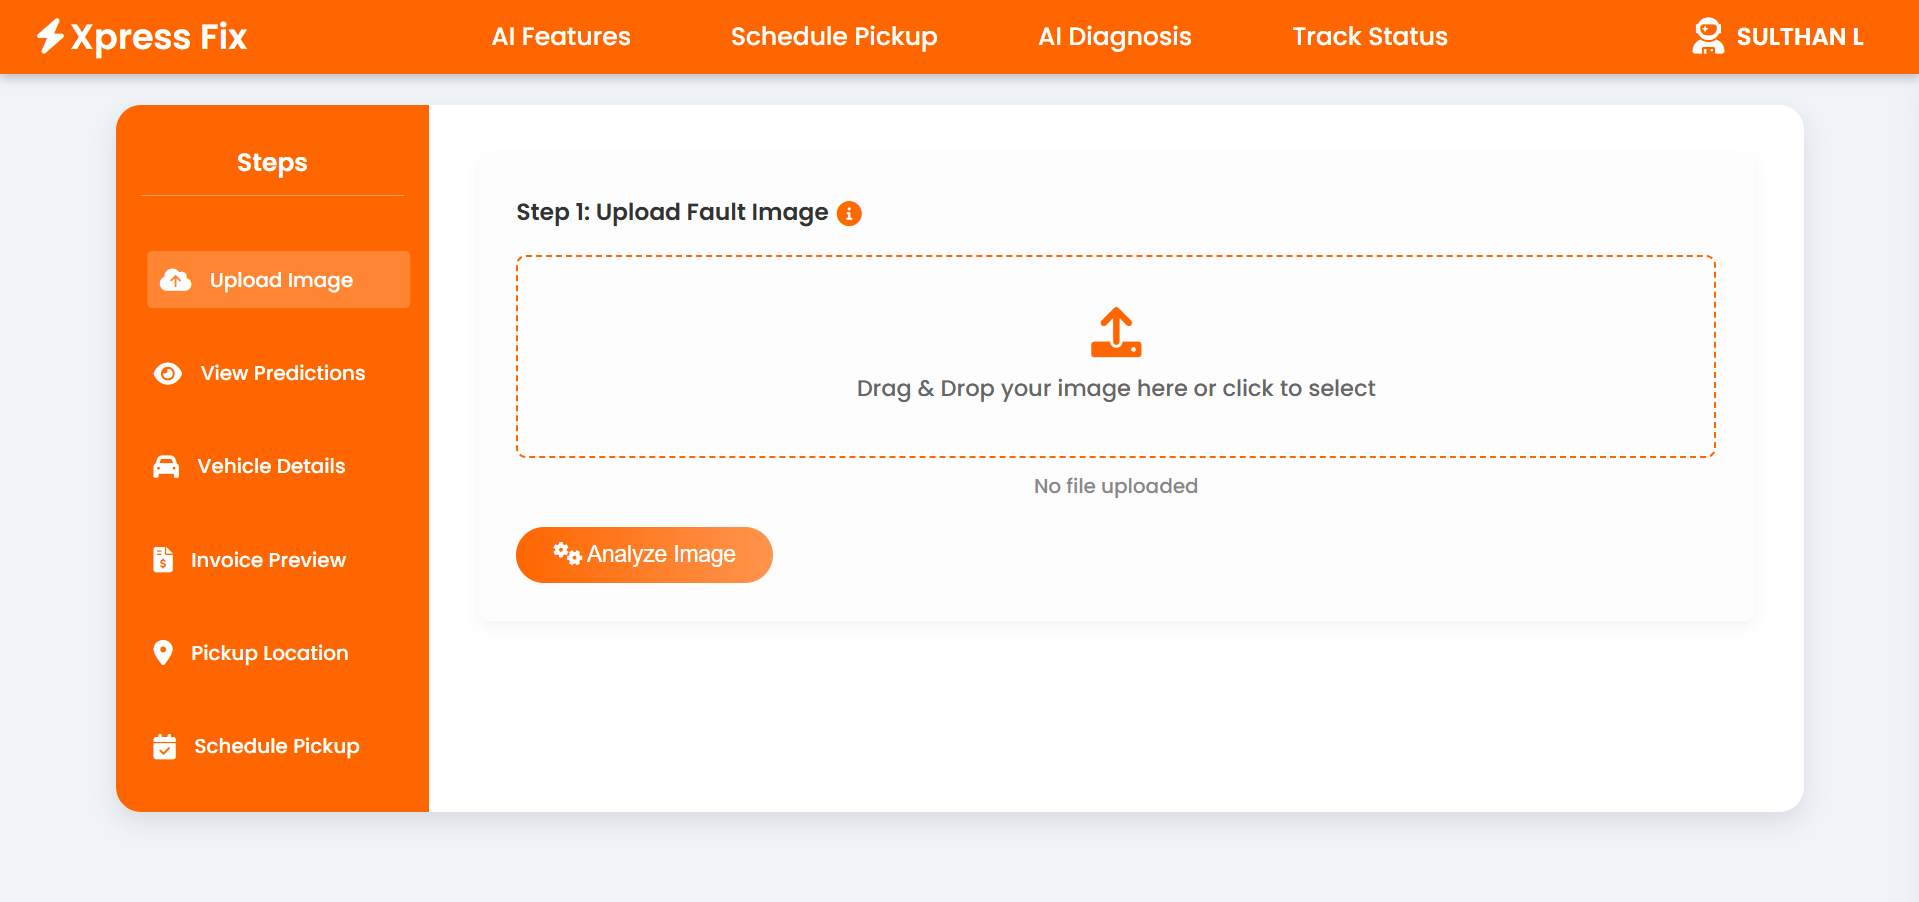 Xpress Fix
AI Features
Schedule Pickup
AI Diagnosis
Track Status
SULTHAN L
Steps
Upload Image
View Predictions
Vehicle Details
Invoice Preview
Pickup Location
Schedule Pickup
Step 1: Upload Fault Image
Drag & Drop your image here or click to select
No file uploaded
Analyze Image